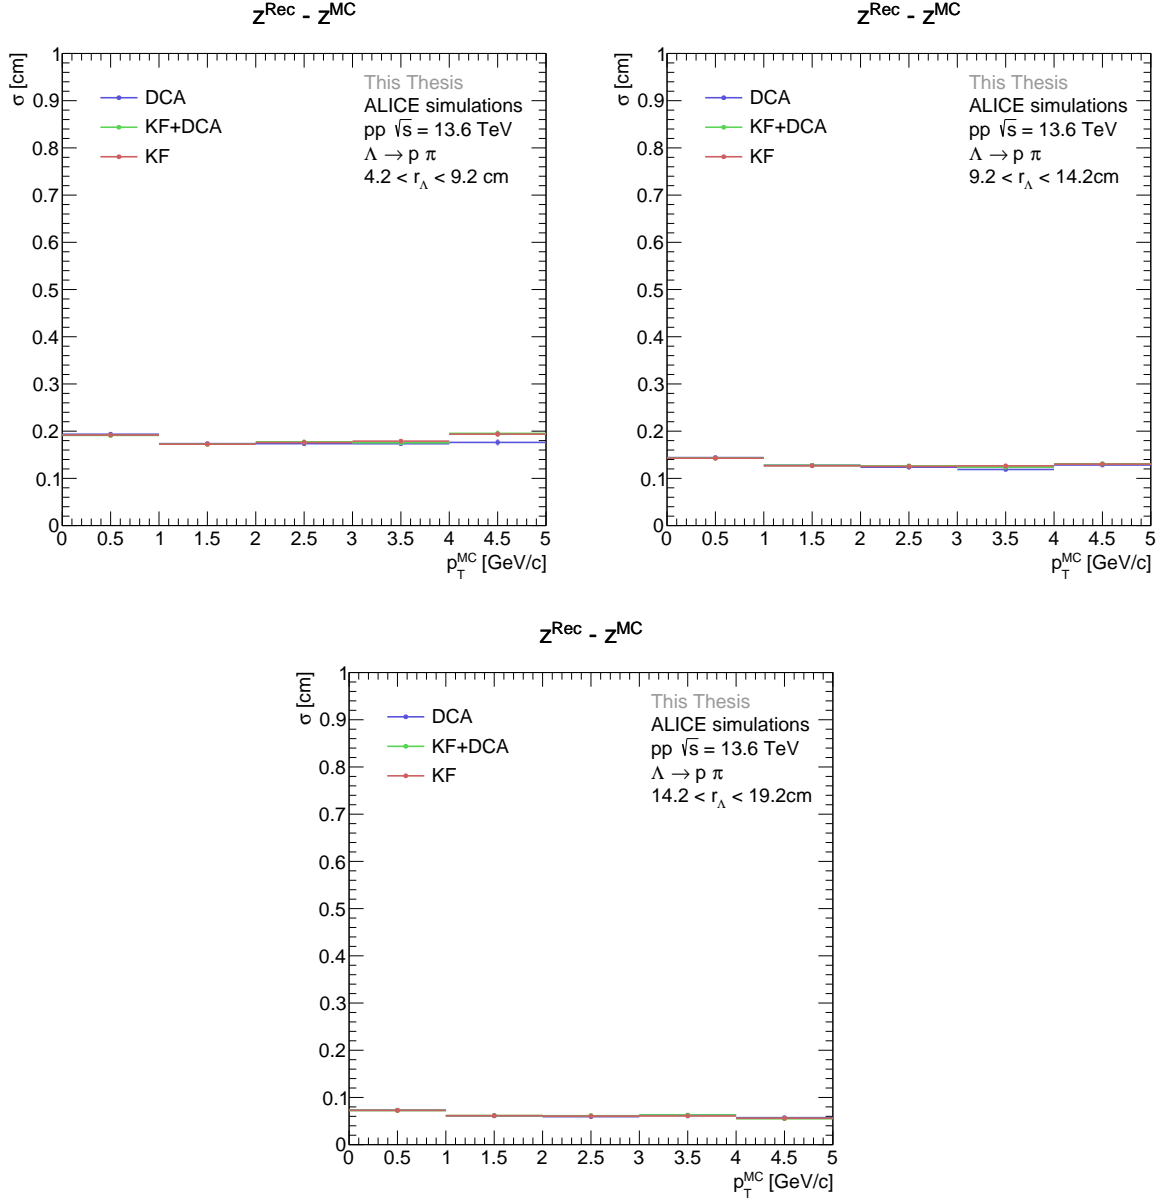 z^Rec - z^MC
σ [cm]
This Thesis
ALICE simulations
pp √s = 13.6 TeV
Λ → p π
4.2 < r_Λ < 9.2 cm
DCA
KF+DCA
KF
1
0.9
0.8
0.7
0.6
0.5
0.4
0.3
0.2
0.1
0
0 0.5 1 1.5 2 2.5 3 3.5 4 4.5 5
p_T^MC [GeV/c]
z^Rec - z^MC
σ [cm]
This Thesis
ALICE simulations
pp √s = 13.6 TeV
Λ → p π
9.2 < r_Λ < 14.2cm
DCA
KF+DCA
KF
1
0.9
0.8
0.7
0.6
0.5
0.4
0.3
0.2
0.1
0
0 0.5 1 1.5 2 2.5 3 3.5 4 4.5 5
p_T^MC [GeV/c]
z^Rec - z^MC
σ [cm]
This Thesis
ALICE simulations
pp √s = 13.6 TeV
Λ → p π
14.2 < r_Λ < 19.2cm
DCA
KF+DCA
KF
1
0.9
0.8
0.7
0.6
0.5
0.4
0.3
0.2
0.1
0
0 0.5 1 1.5 2 2.5 3 3.5 4 4.5 5
p_T^MC [GeV/c]